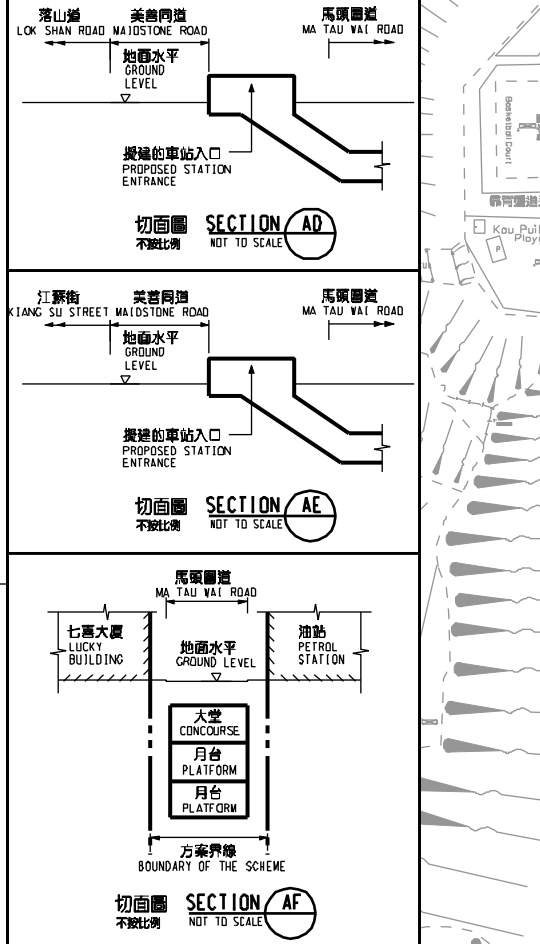 落山道 美善同道 馬頭圍道
LOK SHAN ROAD MAIDSTONE ROAD MA TAU WAI ROAD
地面水平
GROUND
LEVEL
擬建的車站入口
PROPOSED STATION
ENTRANCE
切面圖 SECTION AD
不按比例 NOT TO SCALE
江蘇街 美善同道 馬頭圍道
KIANG SU STREET MAIDSTONE ROAD MA TAU WAI ROAD
地面水平
GROUND
LEVEL
擬建的車站入口
PROPOSED STATION
ENTRANCE
切面圖 SECTION AE
不按比例 NOT TO SCALE
馬頭圍道
MA TAU WAI ROAD
七喜大廈
LUCKY
BUILDING
地面水平
GROUND LEVEL
油站
PETROL
STATION
大堂
CONCOURSE
月台
PLATFORM
月台
PLATFORM
方案界線
BOUNDARY OF THE SCHEME
切面圖 SECTION AF
不按比例 NOT TO SCALE
Basketball Court
Kau Pui
Play
P